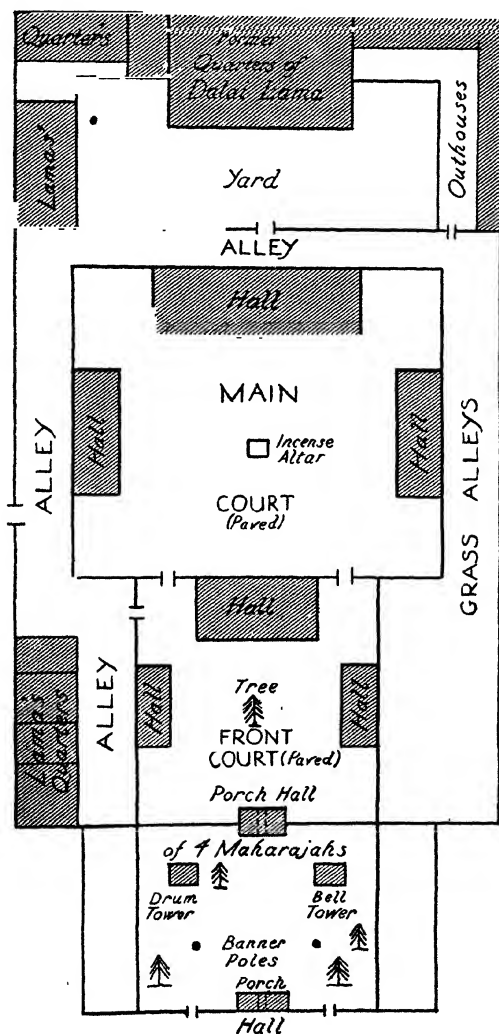 Quarters
Former
Quarters of
Dalai Lama
Lamas'
Outhouses
Yard
ALLEY
Hall
MAIN
Hall
Incense
Altar
Hall
ALLEY
GRASS ALLEYS
COURT
(Paved)
Hall
Lamas
Quarters
ALLEY
Hall
Tree
Hall
FRONT
COURT (Paved)
Porch Hall
of 4 Maharajahs
Drum
Tower
Bell
Tower
Banner
Poles
Porch
Hall